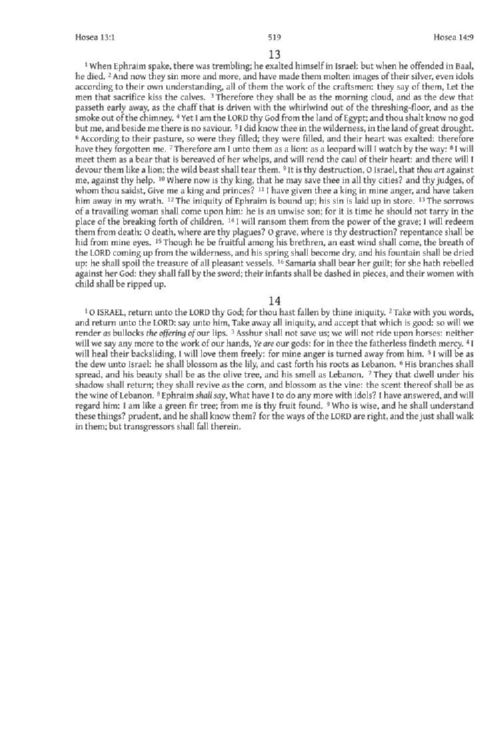 Hosea 13:1 519 Hosea 14:9
13
1 When Ephraim spake, there was trembling; he exalted himself in Israel: but when he offended in Baal,
he died. 2 And now they sin more and more, and have made them molten images of their silver, even idols
according to their own understanding, all of them the work of the craftsmen: they say of them, Let the
men that sacrifice kiss the calves. 3 Therefore they shall be as the morning cloud, and as the dew that
passeth early away, as the chaff that is driven with the whirlwind out of the threshing-floor, and as the
smoke out of the chimney. 4 Yet I am the LORD thy God from the land of Egypt; and thou shalt know no god
but me, and beside me there is no saviour. 5 I did know thee in the wilderness, in the land of great drought.
6 According to their pasture, so were they filled; they were filled, and their heart was exalted: therefore
have they forgotten me. 7 Therefore am I unto them as a lion: as a leopard will I watch by the way: 8 I will
meet them as a bear that is bereaved of her whelps, and will rend the caul of their heart: and there will I
devour them like a lion; the wild beast shall tear them. 9 It is thy destruction, O Israel, that thou art against
me, against thy help. 10 Where now is thy king, that he may save thee in all thy cities? and thy judges, of
whom thou saidst, Give me a king and princes? 11 I have given thee a king in mine anger, and have taken
him away in my wrath. 12 The iniquity of Ephraim is bound up; his sin is laid up in store. 13 The sorrows
of a travailing woman shall come upon him: he is an unwise son; for it is time he should not tarry in the
place of the breaking forth of children. 14 I will ransom them from the power of the grave; I will redeem
them from death: O death, where are thy plagues? O grave, where is thy destruction? repentance shall be
hid from mine eyes. 15 Though he be fruitful among his brethren, an east wind shall come, the breath of
the LORD coming up from the wilderness, and his spring shall become dry, and his fountain shall be dried
up: he shall spoil the treasure of all pleasant vessels. 16 Samaria shall bear her guilt; for she hath rebelled
against her God: they shall fall by the sword; their infants shall be dashed in pieces, and their women with
child shall be ripped up.
14
1 O ISRAEL, return unto the LORD thy God; for thou hast fallen by thine iniquity. 2 Take with you words,
and return unto the LORD: say unto him, Take away all iniquity, and accept that which is good: so will we
render as bullocks the offering of our lips. 3 Asshur shall not save us; we will not ride upon horses: neither
will we say any more to the work of our hands, Ye are our gods: for in thee the fatherless findeth mercy. 4 I
will heal their backsliding, I will love them freely: for mine anger is turned away from him. 5 I will be as
the dew unto Israel: he shall blossom as the lily, and cast forth his roots as Lebanon. 6 His branches shall
spread, and his beauty shall be as the olive tree, and his smell as Lebanon. 7 They that dwell under his
shadow shall return; they shall revive as the corn, and blossom as the vine: the scent thereof shall be as
the wine of Lebanon. 8 Ephraim shall say, What have I to do any more with idols? I have answered, and will
regard him: I am like a green fir tree; from me is thy fruit found. 9 Who is wise, and he shall understand
these things? prudent, and he shall know them? for the ways of the LORD are right, and the just shall walk
in them; but transgressors shall fall therein.